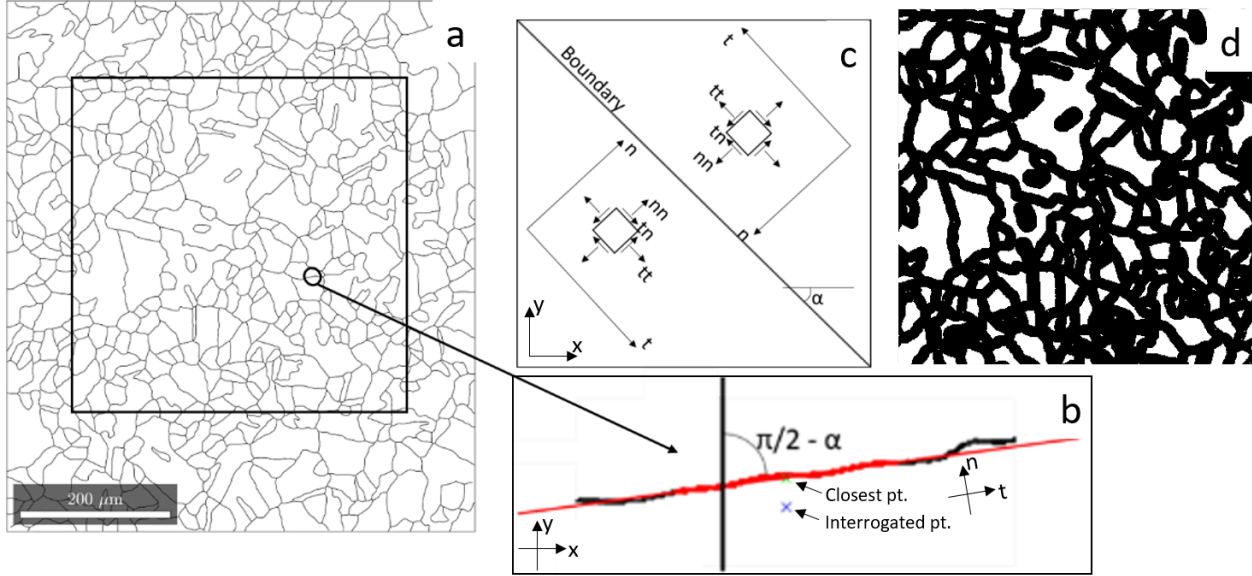 a
200 μm
c
Boundary
t
tt
tn
nn
n
n
nn
tn
tt
t
α
y
x
d
b
π/2 - α
n
t
Closest pt.
Interrogated pt.
y
x